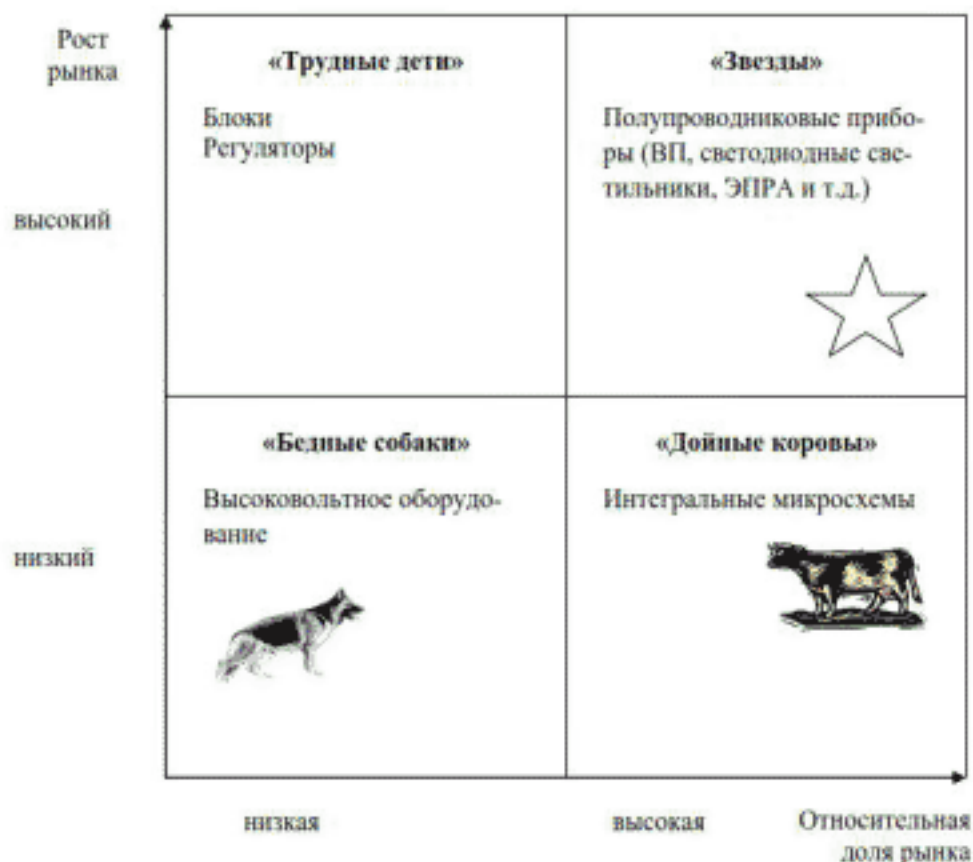 Рост
рынка
«Трудные дети»
Блоки
Регуляторы
«Звезды»
Полупроводниковые прибо-
ры (ВП, светодиодные све-
тильники, ЭПРА и т.д.)
высокий
«Бедные собаки»
Высоковольтное оборудо-
вание
«Дойные коровы»
Интегральные микросхемы
низкий
низкая
высокая
Относительная
доля рынка